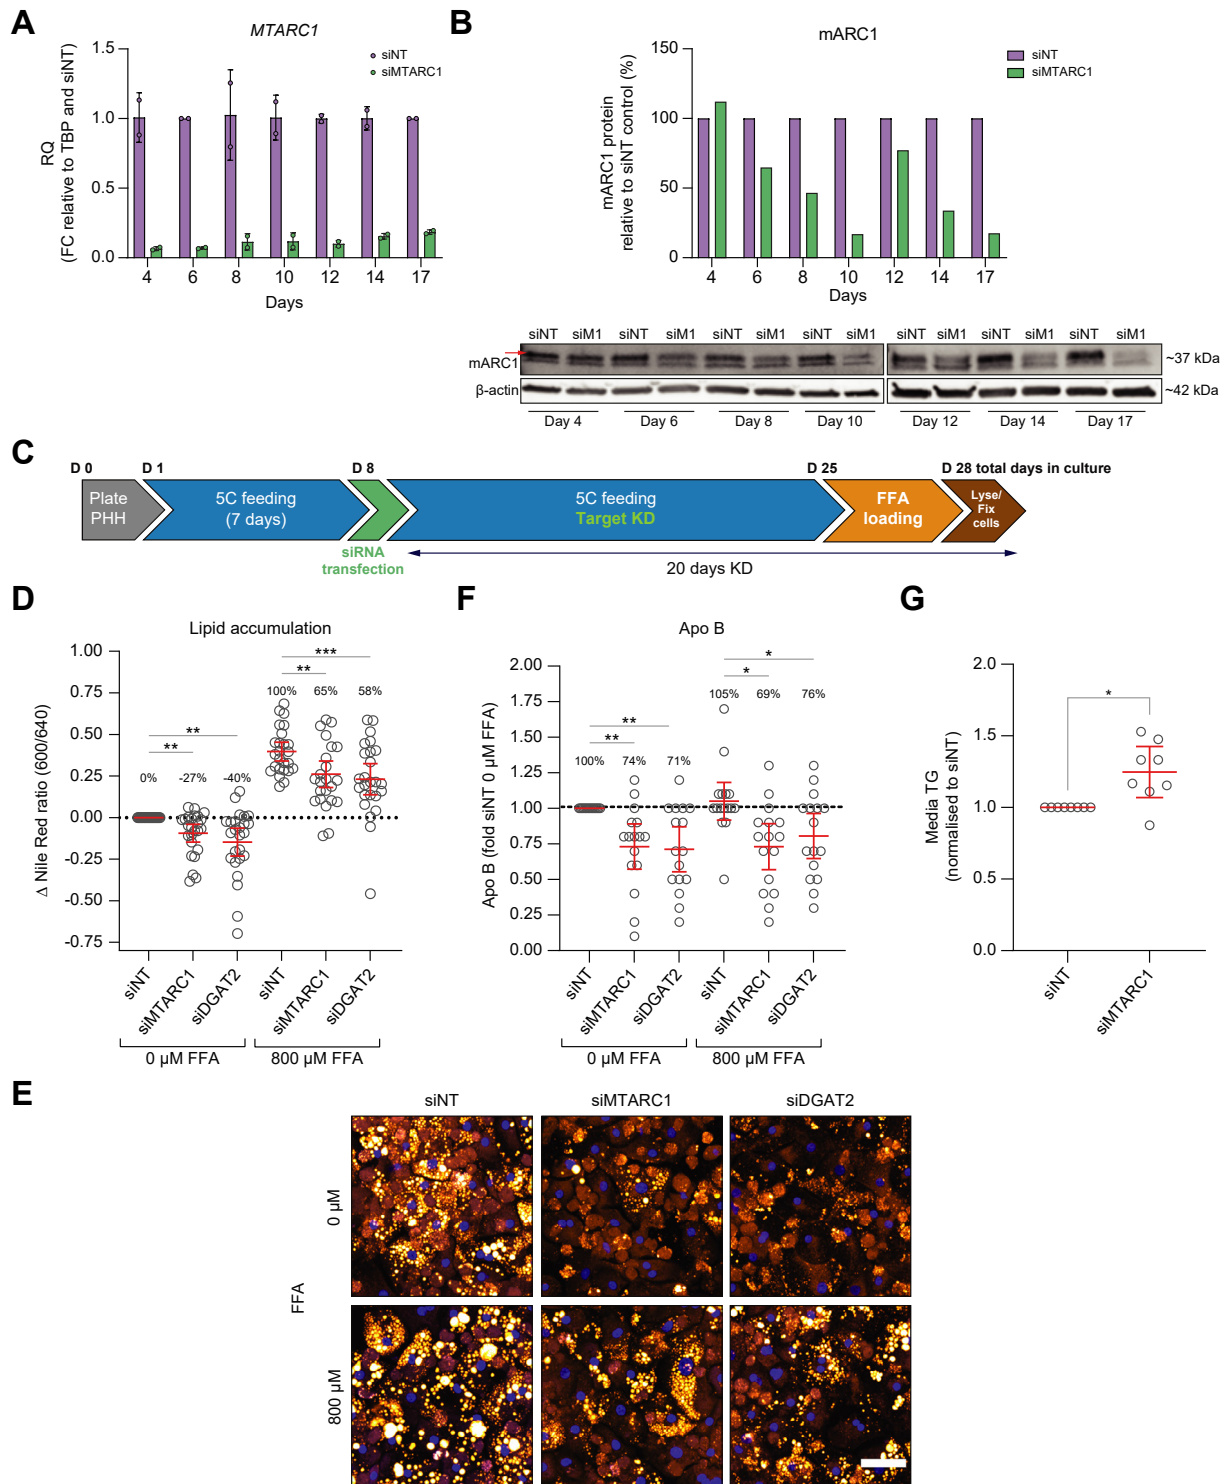 A
MTARC1
siNT
siMTARC1
RQ
(FC relative to TBP and siNT)
1.5
1.0
0.5
0.0
4 6 8 10 12 14 17
Days
B
mARC1
siNT
siMTARC1
mARC1 protein
relative to siNT control (%)
150
100
50
0
4 6 8 10 12 14 17
Days
siNT siM1 siNT siM1 siNT siM1 siNT siM1 siNT siM1 siNT siM1 siNT siM1
mARC1
~37 kDa
β-actin
~42 kDa
Day 4 Day 6 Day 8 Day 10 Day 12 Day 14 Day 17
C
D 0 D 1 D 8 D 25 D 28 total days in culture
Plate
PHH
5C feeding
(7 days)
5C feeding
Target KD
FFA
loading
Lyse/
Fix
cells
siRNA
transfection
20 days KD
D
Lipid accumulation
Δ Nile Red ratio (600/640)
1.00
0.75
0.50
0.25
0.00
-0.25
-0.50
-0.75
** ** ** ***
0% -27% -40% 100% 65% 58%
siNT siMTARC1 siDGAT2 siNT siMTARC1 siDGAT2
0 µM FFA 800 µM FFA
F
Apo B
Apo B (fold siNT 0 µM FFA)
2.00
1.75
1.50
1.25
1.00
0.75
0.50
0.25
0.00
** ** * *
100% 74% 71% 105% 69% 76%
siNT siMTARC1 siDGAT2 siNT siMTARC1 siDGAT2
0 µM FFA 800 µM FFA
G
Media TG
(normalised to siNT)
2.0
1.5
1.0
0.0
*
siNT siMTARC1
E
siNT siMTARC1 siDGAT2
FFA
0 µM
800 µM